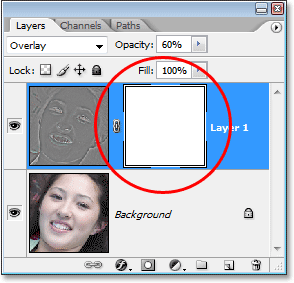 Layers Channels Paths
Overlay Opacity: 60%
Lock: Fill: 100%
Layer 1
Background